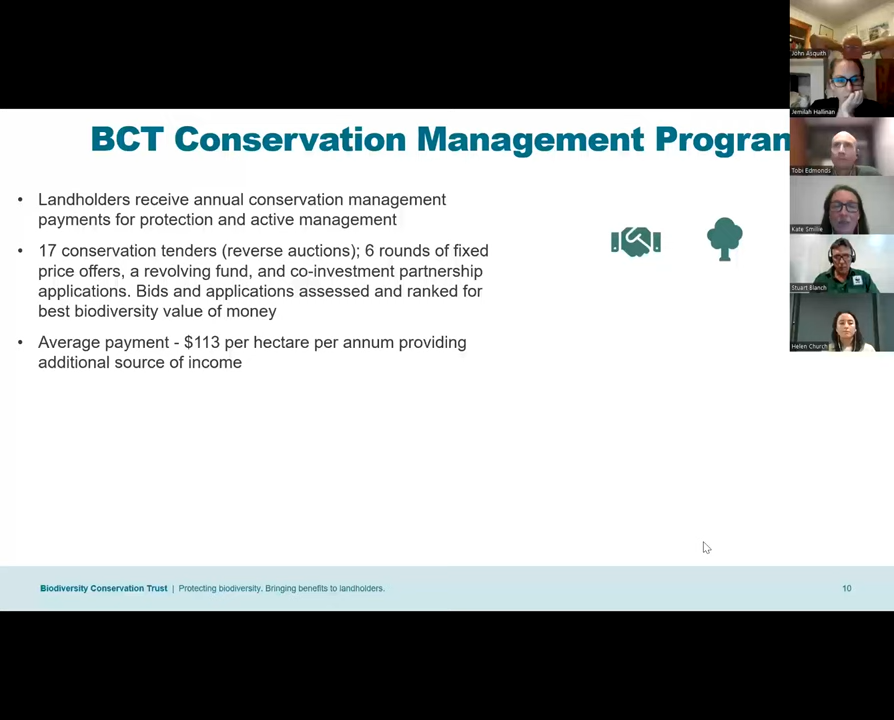 BCT Conservation Management Program
• Landholders receive annual conservation management
payments for protection and active management
• 17 conservation tenders (reverse auctions); 6 rounds of fixed
price offers, a revolving fund, and co-investment partnership
applications. Bids and applications assessed and ranked for
best biodiversity value of money
• Average payment - $113 per hectare per annum providing
additional source of income
Biodiversity Conservation Trust | Protecting biodiversity. Bringing benefits to landholders.
10
John Asquith
Jemilah Hallinan
Tobi Edmonds
Kate Smillie
Stuart Blanch
Helen Church